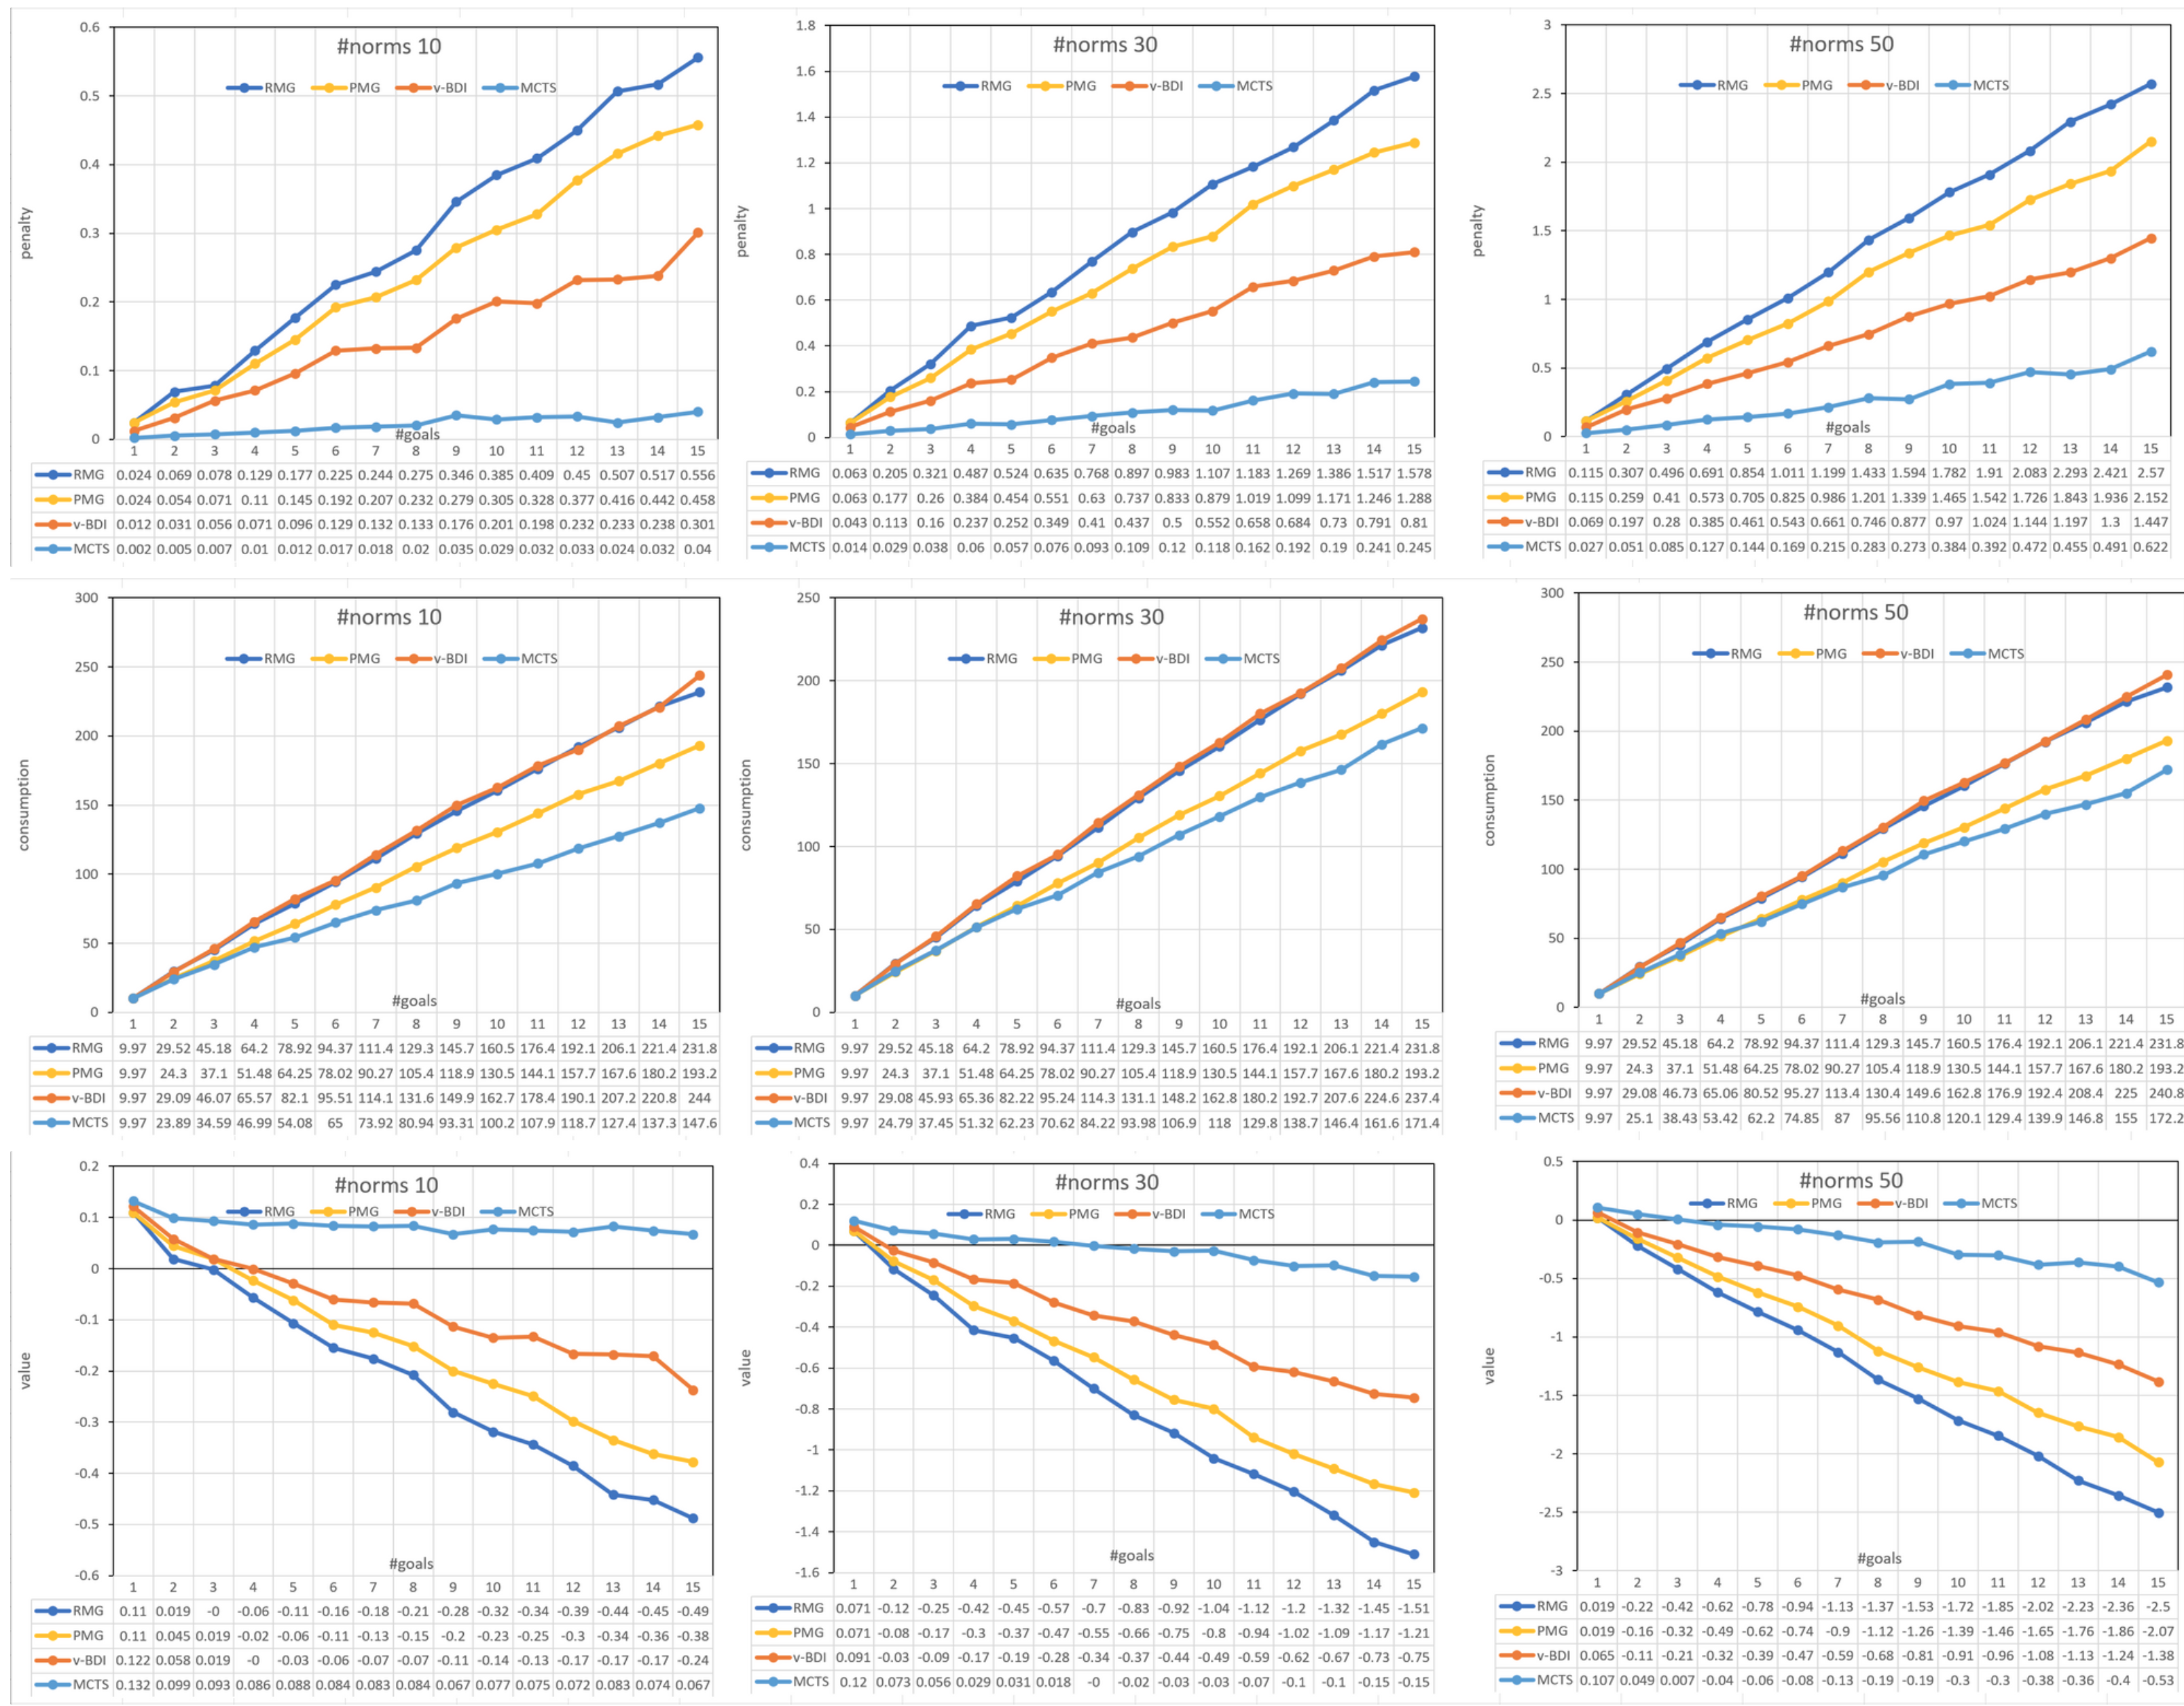 #norms 10
RMG PMG v-BDI MCTS
penalty
0.6
0.5
0.4
0.3
0.2
0.1
0
#goals
1 2 3 4 5 6 7 8 9 10 11 12 13 14 15
RMG 0.024 0.069 0.078 0.129 0.177 0.225 0.244 0.275 0.346 0.385 0.409 0.45 0.507 0.517 0.556
PMG 0.024 0.054 0.071 0.11 0.145 0.192 0.207 0.232 0.279 0.305 0.328 0.377 0.416 0.442 0.458
v-BDI 0.012 0.031 0.056 0.071 0.096 0.129 0.132 0.133 0.176 0.201 0.198 0.232 0.233 0.238 0.301
MCTS 0.002 0.005 0.007 0.01 0.012 0.017 0.018 0.02 0.035 0.029 0.032 0.033 0.024 0.032 0.04
#norms 30
RMG PMG v-BDI MCTS
penalty
1.8
1.6
1.4
1.2
1
0.8
0.6
0.4
0.2
0
#goals
1 2 3 4 5 6 7 8 9 10 11 12 13 14 15
RMG 0.063 0.205 0.321 0.487 0.524 0.635 0.768 0.897 0.983 1.107 1.183 1.269 1.386 1.517 1.578
PMG 0.063 0.177 0.26 0.384 0.454 0.551 0.63 0.737 0.833 0.879 1.019 1.099 1.171 1.246 1.288
v-BDI 0.043 0.113 0.16 0.237 0.252 0.349 0.41 0.437 0.5 0.552 0.658 0.684 0.73 0.791 0.81
MCTS 0.014 0.029 0.038 0.06 0.057 0.076 0.093 0.109 0.12 0.118 0.162 0.192 0.19 0.241 0.245
#norms 50
RMG PMG v-BDI MCTS
penalty
3
2.5
2
1.5
1
0.5
0
#goals
1 2 3 4 5 6 7 8 9 10 11 12 13 14 15
RMG 0.115 0.307 0.496 0.691 0.854 1.011 1.199 1.433 1.594 1.782 1.91 2.083 2.293 2.421 2.57
PMG 0.115 0.259 0.41 0.573 0.705 0.825 0.986 1.201 1.339 1.465 1.542 1.726 1.843 1.936 2.152
v-BDI 0.069 0.197 0.28 0.385 0.461 0.543 0.661 0.746 0.877 0.97 1.024 1.144 1.197 1.3 1.447
MCTS 0.027 0.051 0.085 0.127 0.144 0.169 0.215 0.283 0.273 0.384 0.392 0.472 0.455 0.491 0.622
#norms 10
RMG PMG v-BDI MCTS
consumption
300
250
200
150
100
50
0
#goals
1 2 3 4 5 6 7 8 9 10 11 12 13 14 15
RMG 9.97 29.52 45.18 64.2 78.92 94.37 111.4 129.3 145.7 160.5 176.4 192.1 206.1 221.4 231.8
PMG 9.97 24.3 37.1 51.48 64.25 78.02 90.27 105.4 118.9 130.5 144.1 157.7 167.6 180.2 193.2
v-BDI 9.97 29.09 46.07 65.57 82.1 95.51 114.1 131.6 149.9 162.7 178.4 190.1 207.2 220.8 244
MCTS 9.97 23.89 34.59 46.99 54.08 65 73.92 80.94 93.31 100.2 107.9 118.7 127.4 137.3 147.6
#norms 30
RMG PMG v-BDI MCTS
consumption
250
200
150
100
50
0
#goals
1 2 3 4 5 6 7 8 9 10 11 12 13 14 15
RMG 9.97 29.52 45.18 64.2 78.92 94.37 111.4 129.3 145.7 160.5 176.4 192.1 206.1 221.4 231.8
PMG 9.97 24.3 37.1 51.48 64.25 78.02 90.27 105.4 118.9 130.5 144.1 157.7 167.6 180.2 193.2
v-BDI 9.97 29.08 45.93 65.36 82.22 95.24 114.3 131.1 148.2 162.8 180.2 192.7 207.6 224.6 237.4
MCTS 9.97 24.79 37.45 51.32 62.23 70.62 84.22 93.98 106.9 118 129.8 138.7 146.4 161.6 171.4
#norms 50
RMG PMG v-BDI MCTS
consumption
300
250
200
150
100
50
0
#goals
1 2 3 4 5 6 7 8 9 10 11 12 13 14 15
RMG 9.97 29.52 45.18 64.2 78.92 94.37 111.4 129.3 145.7 160.5 176.4 192.1 206.1 221.4 231.8
PMG 9.97 24.3 37.1 51.48 64.25 78.02 90.27 105.4 118.9 130.5 144.1 157.7 167.6 180.2 193.2
v-BDI 9.97 29.08 46.73 65.06 80.52 95.27 113.4 130.4 149.6 162.8 176.9 192.4 208.4 225 240.8
MCTS 9.97 25.1 38.43 53.42 62.2 74.85 87 95.56 110.8 120.1 129.4 139.9 146.8 155 172.2
#norms 10
RMG PMG v-BDI MCTS
value
0.2
0.1
0
-0.1
-0.2
-0.3
-0.4
-0.5
-0.6
#goals
1 2 3 4 5 6 7 8 9 10 11 12 13 14 15
RMG 0.11 0.019 -0 -0.06 -0.11 -0.16 -0.18 -0.21 -0.28 -0.32 -0.34 -0.39 -0.44 -0.45 -0.49
PMG 0.11 0.045 0.019 -0.02 -0.06 -0.11 -0.13 -0.15 -0.2 -0.23 -0.25 -0.3 -0.34 -0.36 -0.38
v-BDI 0.122 0.058 0.019 -0 -0.03 -0.06 -0.07 -0.07 -0.11 -0.14 -0.13 -0.17 -0.17 -0.17 -0.24
MCTS 0.132 0.099 0.093 0.086 0.088 0.084 0.083 0.084 0.067 0.077 0.075 0.072 0.083 0.074 0.067
#norms 30
RMG PMG v-BDI MCTS
value
0.4
0.2
0
-0.2
-0.4
-0.6
-0.8
-1
-1.2
-1.4
-1.6
#goals
1 2 3 4 5 6 7 8 9 10 11 12 13 14 15
RMG 0.071 -0.12 -0.25 -0.42 -0.45 -0.57 -0.7 -0.83 -0.92 -1.04 -1.12 -1.2 -1.32 -1.45 -1.51
PMG 0.071 -0.08 -0.17 -0.3 -0.37 -0.47 -0.55 -0.66 -0.75 -0.8 -0.94 -1.02 -1.09 -1.17 -1.21
v-BDI 0.091 -0.03 -0.09 -0.17 -0.19 -0.28 -0.34 -0.37 -0.44 -0.49 -0.59 -0.62 -0.67 -0.73 -0.75
MCTS 0.12 0.073 0.056 0.029 0.031 0.018 -0 -0.02 -0.03 -0.03 -0.07 -0.1 -0.1 -0.15 -0.15
#norms 50
RMG PMG v-BDI MCTS
value
0.5
0
-0.5
-1
-1.5
-2
-2.5
-3
#goals
1 2 3 4 5 6 7 8 9 10 11 12 13 14 15
RMG 0.019 -0.22 -0.42 -0.62 -0.78 -0.94 -1.13 -1.37 -1.53 -1.72 -1.85 -2.02 -2.23 -2.36 -2.5
PMG 0.019 -0.16 -0.32 -0.49 -0.62 -0.74 -0.9 -1.12 -1.26 -1.39 -1.46 -1.65 -1.76 -1.86 -2.07
v-BDI 0.065 -0.11 -0.21 -0.32 -0.39 -0.47 -0.59 -0.68 -0.81 -0.91 -0.96 -1.08 -1.13 -1.24 -1.38
MCTS 0.107 0.049 0.007 -0.04 -0.06 -0.08 -0.13 -0.19 -0.19 -0.3 -0.3 -0.38 -0.36 -0.4 -0.53